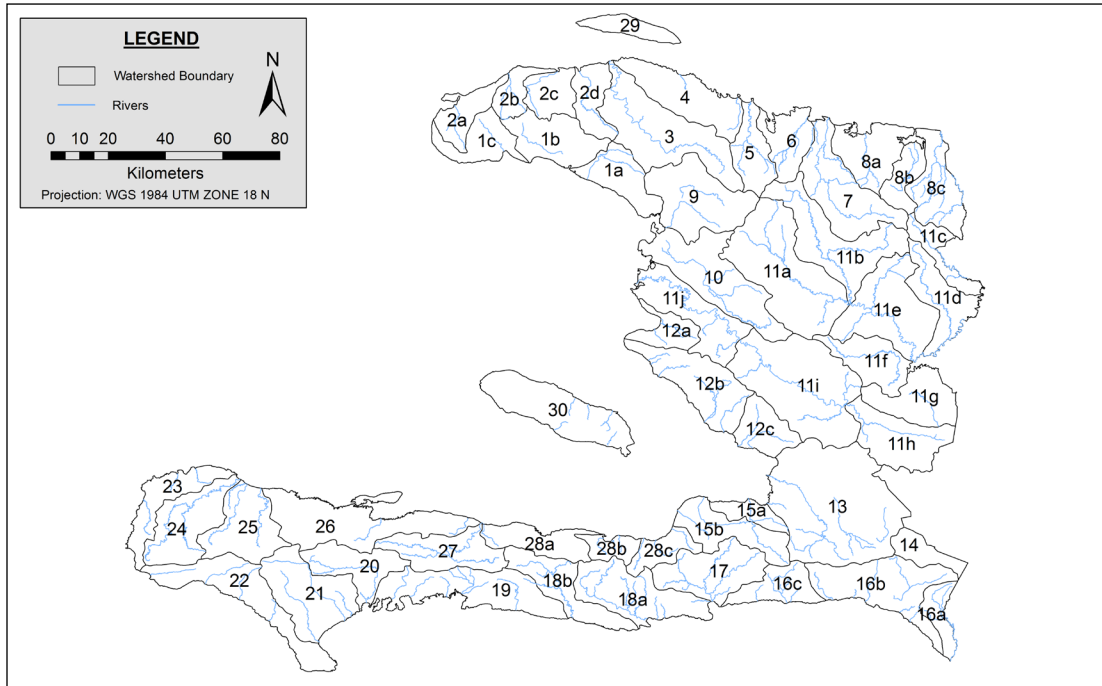 LEGEND
N
Watershed Boundary
Rivers
0 10 20 40 60 80
Kilometers
Projection: WGS 1984 UTM ZONE 18 N
29
4
2c
2d
2b
2a
3
1b
1c
5
6
8a
1a
8b
8c
9
7
11c
11b
11a
10
11j
11d
11e
12a
11f
12b
11i
11g
30
12c
11h
23
13
15a
24
25
26
15b
14
28a
28b
28c
27
20
17
22
18b
16c
16b
21
19
18a
16a